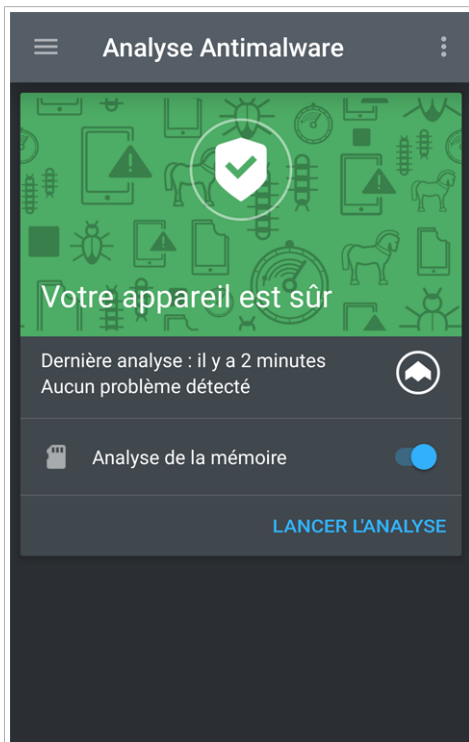 Analyse Antimalware
Votre appareil est sûr
Dernière analyse : il y a 2 minutes
Aucun problème détecté
Analyse de la mémoire
LANCER L'ANALYSE